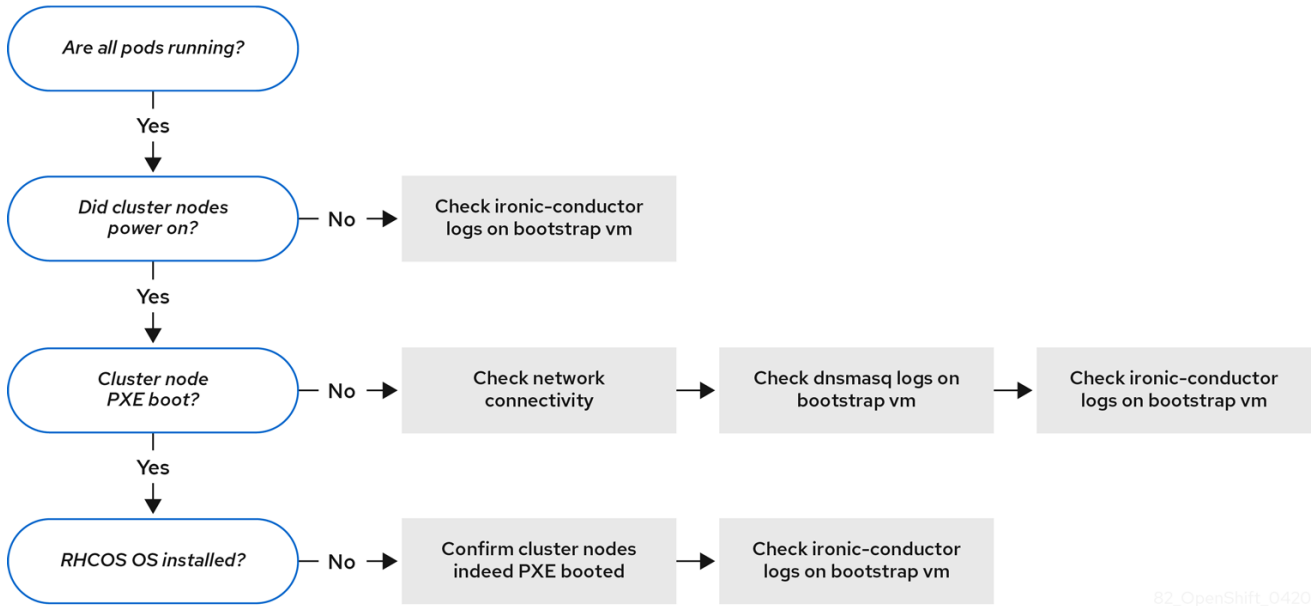 Are all pods running?
Yes
Did cluster nodes
power on?
No
Check ironic-conductor
logs on bootstrap vm
Yes
Cluster node
PXE boot?
No
Check network
connectivity
Check dnsmasq logs on
bootstrap vm
Check ironic-conductor
logs on bootstrap vm
Yes
RHCOS OS installed?
No
Confirm cluster nodes
indeed PXE booted
Check ironic-conductor
logs on bootstrap vm
82_OpenShift_0420